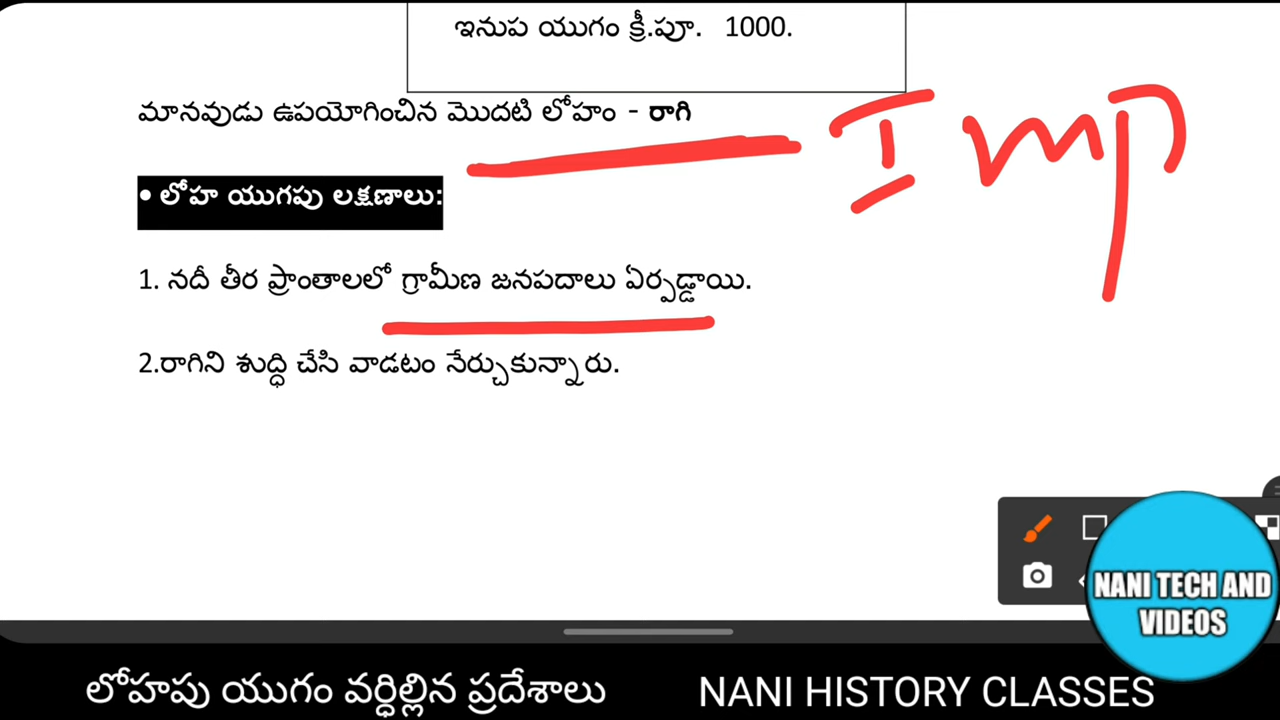 ఇనుప యుగం క్రీ.పూ. 1000.
మానవుడు ఉపయోగించిన మొదటి లోహం - రాగి
Imp
• లోహ యుగపు లక్షణాలు:
1. నదీ తీర ప్రాంతాలలో గ్రామీణ జనపదాలు ఏర్పడ్డాయి.
2.రాగిని శుద్ధి చేసి వాడటం నేర్చుకున్నారు.
NANI TECH AND
VIDEOS
లోహపు యుగం వర్ధిల్లిన ప్రదేశాలు NANI HISTORY CLASSES